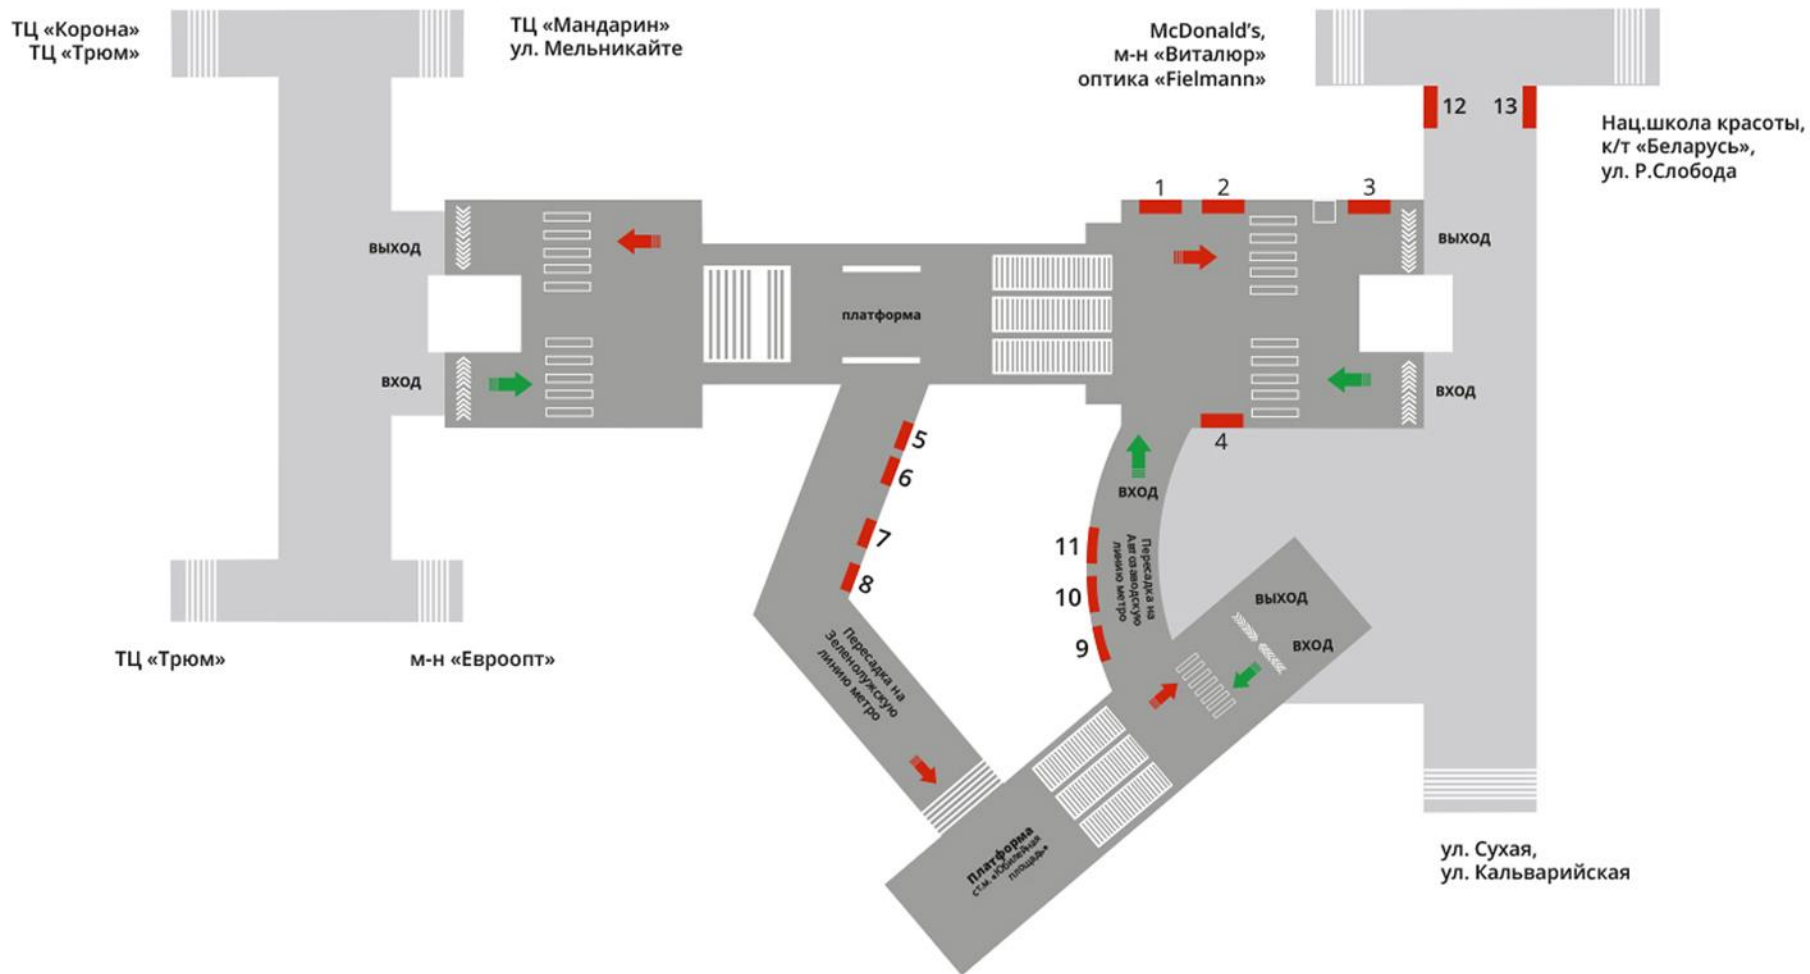 ТЦ «Корона»
ТЦ «Трюм»
ТЦ «Мандарин»
ул. Мельникайте
McDonald’s,
м-н «Виталюр»
оптика «Fielmann»
12 13
Нац.школа красоты,
к/т «Беларусь»,
ул. Р.Слобода
1 2 3
ВЫХОД
ВЫХОД
платформа
ВХОД
ВХОД
4
5
6
7
8
ВХОД
11
10
9
Пересадка на
Автозаводскую
линию метро
ВЫХОД
ВХОД
ТЦ «Трюм»
м-н «Евроопт»
Пересадка на
Зеленолужскую
линию метро
Платформа
ст.м. «Юбилейная
площадь»
ул. Сухая,
ул. Кальварийская